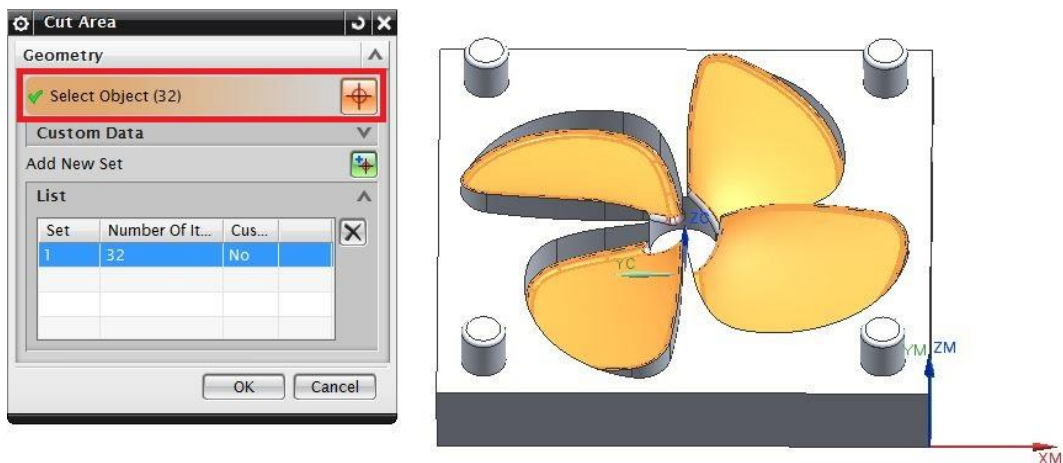 Cut Area
Geometry
Select Object (32)
Custom Data
Add New Set
List
Set Number Of It... Cus...
1 32 No
OK Cancel
ZC
YC
YM ZM
XM